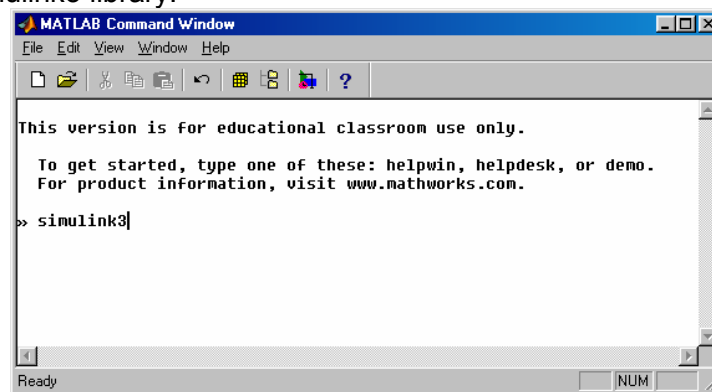 MATLAB Command Window
File Edit View Window Help
?
This version is for educational classroom use only.
To get started, type one of these: helpwin, helpdesk, or demo.
For product information, visit www.mathworks.com.
» simulink3
Ready NUM